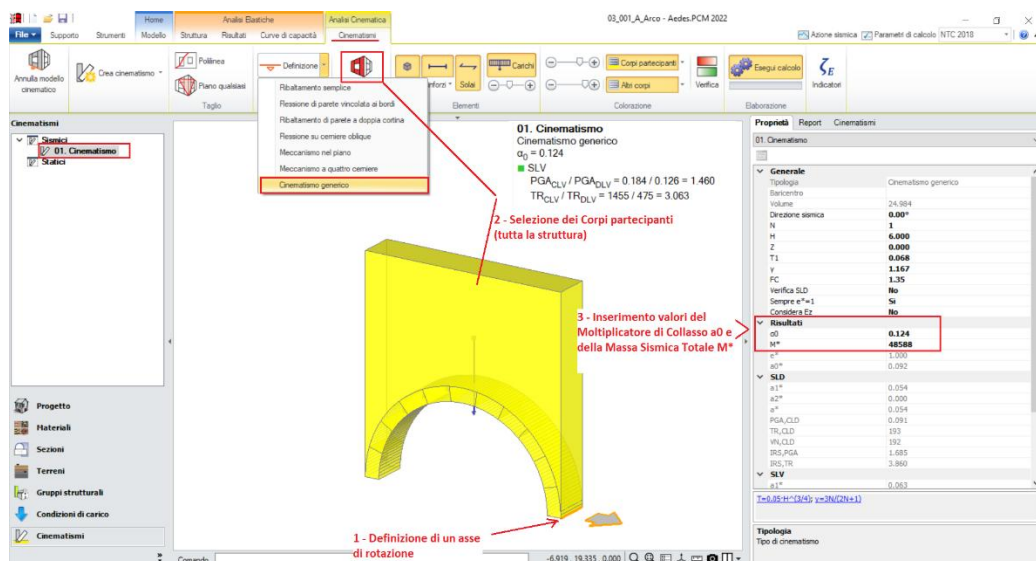 Home
Analisi Elastiche
Analisi Cinematica
03_001_A_Arco - Aedes.PCM 2022
File
Supporto
Strumenti
Modello
Struttura
Risultati
Curve di capacità
Cinematismi
Azione sismica
Parametri di calcolo
NTC 2018
Annulla modello
cinematico
Crea cinematismo
Polilinea
Piano qualsiasi
Taglio
Definizione
Rinforzi
Solai
Carichi
Elementi
Corpi partecipanti
Altri corpi
Colorazione
Verifica
Esegui calcolo
Elaborazione
ζE
Indicatori
Ribaltamento semplice
Flessione di parete vincolata ai bordi
Ribaltamento di parete a doppia cortina
Flessione su cerniere oblique
Meccanismo nel piano
Meccanismo a quattro cerniere
Cinematismo generico
Cinematismi
Sismici
01. Cinematismo
Statici
01. Cinematismo
Cinematismo generico
α0 = 0.124
SLV
PGACLV / PGADLV = 0.184 / 0.126 = 1.460
TRCLV / TRDLV = 1455 / 475 = 3.063
2 - Selezione dei Corpi partecipanti
(tutta la struttura)
3 - Inserimento valori del
Moltiplicatore di Collasso a0 e
della Massa Sismica Totale M*
1 - Definizione di un asse
di rotazione
Proprietà
Report
Cinematismi
01. Cinematismo
Generale
Tipologia Cinematismo generico
Baricentro
Volume 24.984
Direzione sismica 0.00°
N 1
H 6.000
Z 0.000
T1 0.068
γ 1.167
FC 1.35
Verifica SLD No
Sempre e*=1 Sì
Considera Ez No
Risultati
α0 0.124
M* 48588
e* 1.000
a0* 0.092
SLD
a1* 0.054
a2* 0.000
a* 0.054
PGA,CLD 0.091
TR,CLD 193
VN,CLD 192
IRS,PGA 1.685
IRS,TR 3.860
SLV
a1* 0.063
T=0.05·H^(3/4); γ=3N/(2N+1)
Tipologia
Tipo di cinematismo
Progetto
Materiali
Sezioni
Terreni
Gruppi strutturali
Condizioni di carico
Cinematismi
Comando
-6.919 19.335 0.000